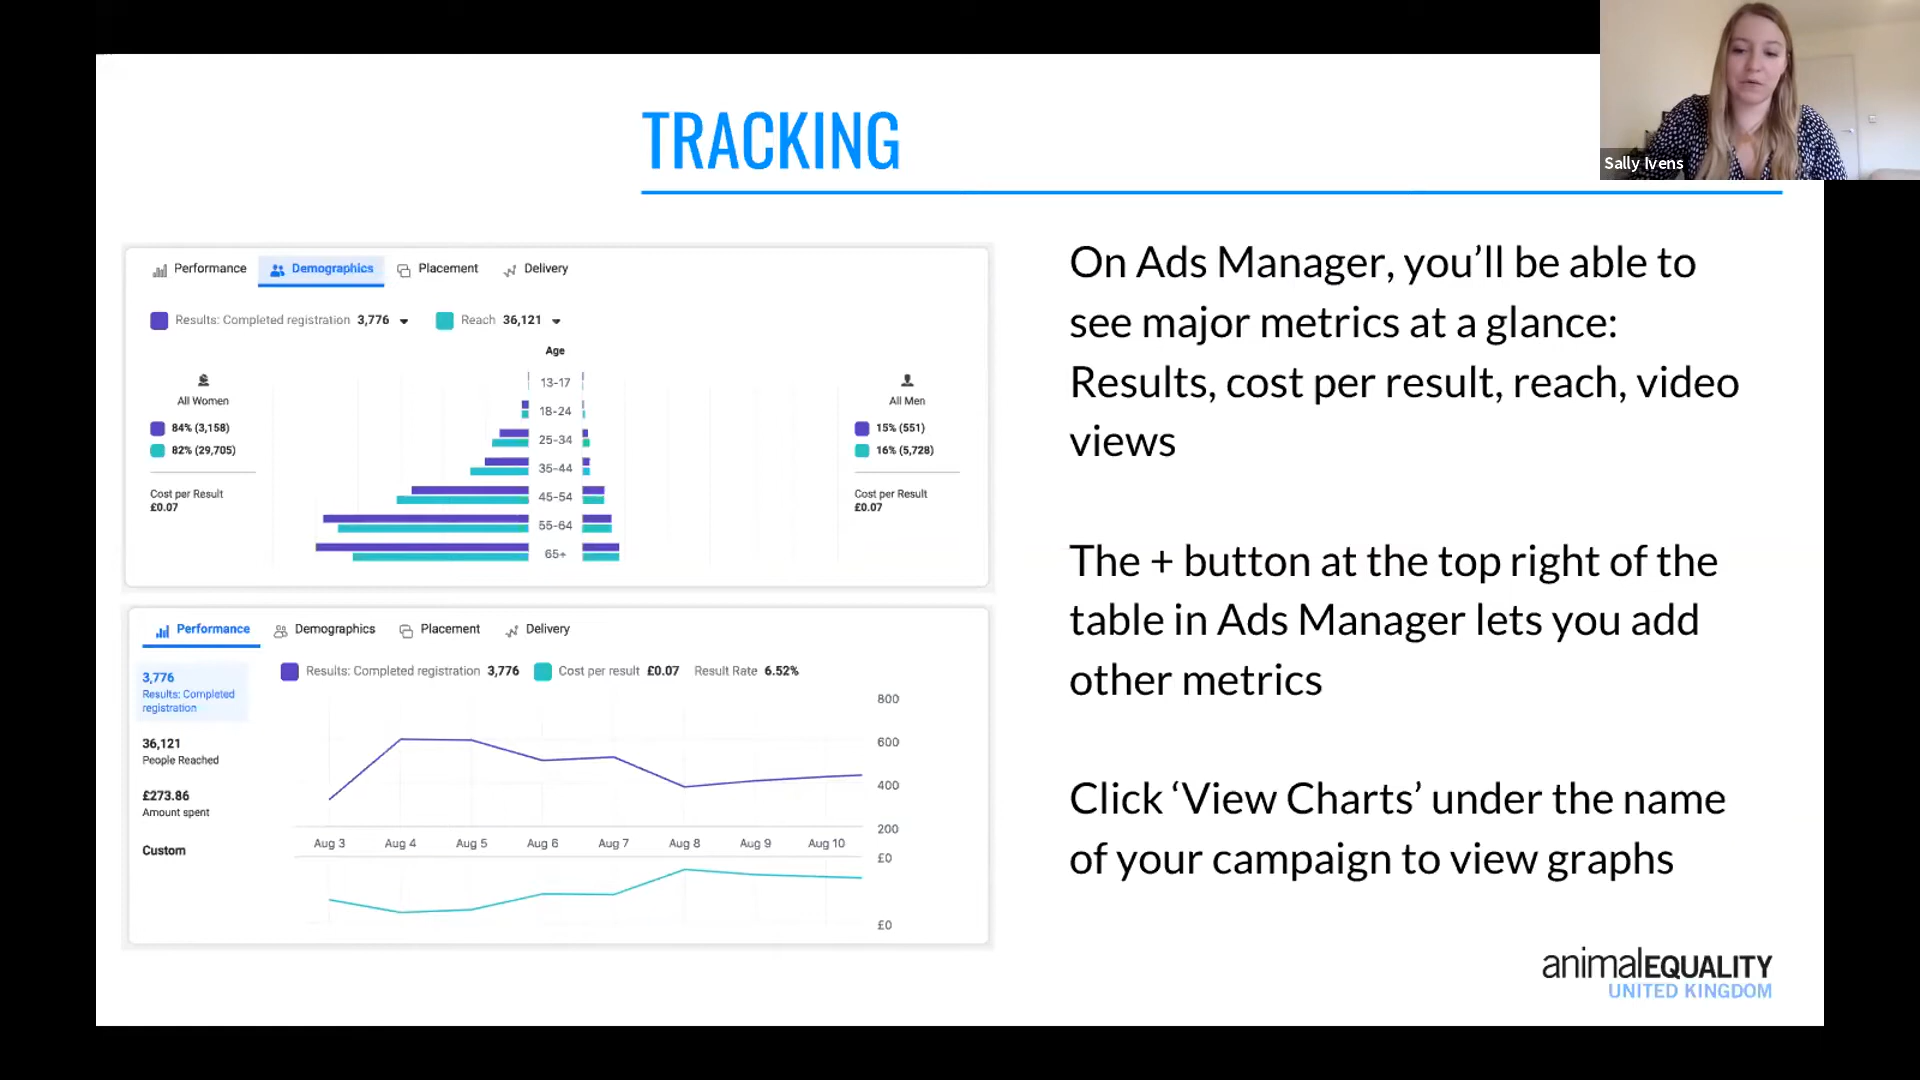 TRACKING
Sally Ivens
Performance Demographics Placement Delivery
Results: Completed registration 3,776 Reach 36,121
Age
All Women
84% (3,158)
82% (29,705)
Cost per Result
£0.07
13-17
18-24
25-34
35-44
45-54
55-64
65+
All Men
15% (551)
16% (5,728)
Cost per Result
£0.07
Performance Demographics Placement Delivery
3,776
Results: Completed
registration
36,121
People Reached
£273.86
Amount spent
Custom
Results: Completed registration 3,776 Cost per result £0.07 Result Rate 6.52%
800
600
400
200
Aug 3 Aug 4 Aug 5 Aug 6 Aug 7 Aug 8 Aug 9 Aug 10
£0
£0
On Ads Manager, you’ll be able to
see major metrics at a glance:
Results, cost per result, reach, video
views
The + button at the top right of the
table in Ads Manager lets you add
other metrics
Click ‘View Charts’ under the name
of your campaign to view graphs
animalEQUALITY
UNITED KINGDOM